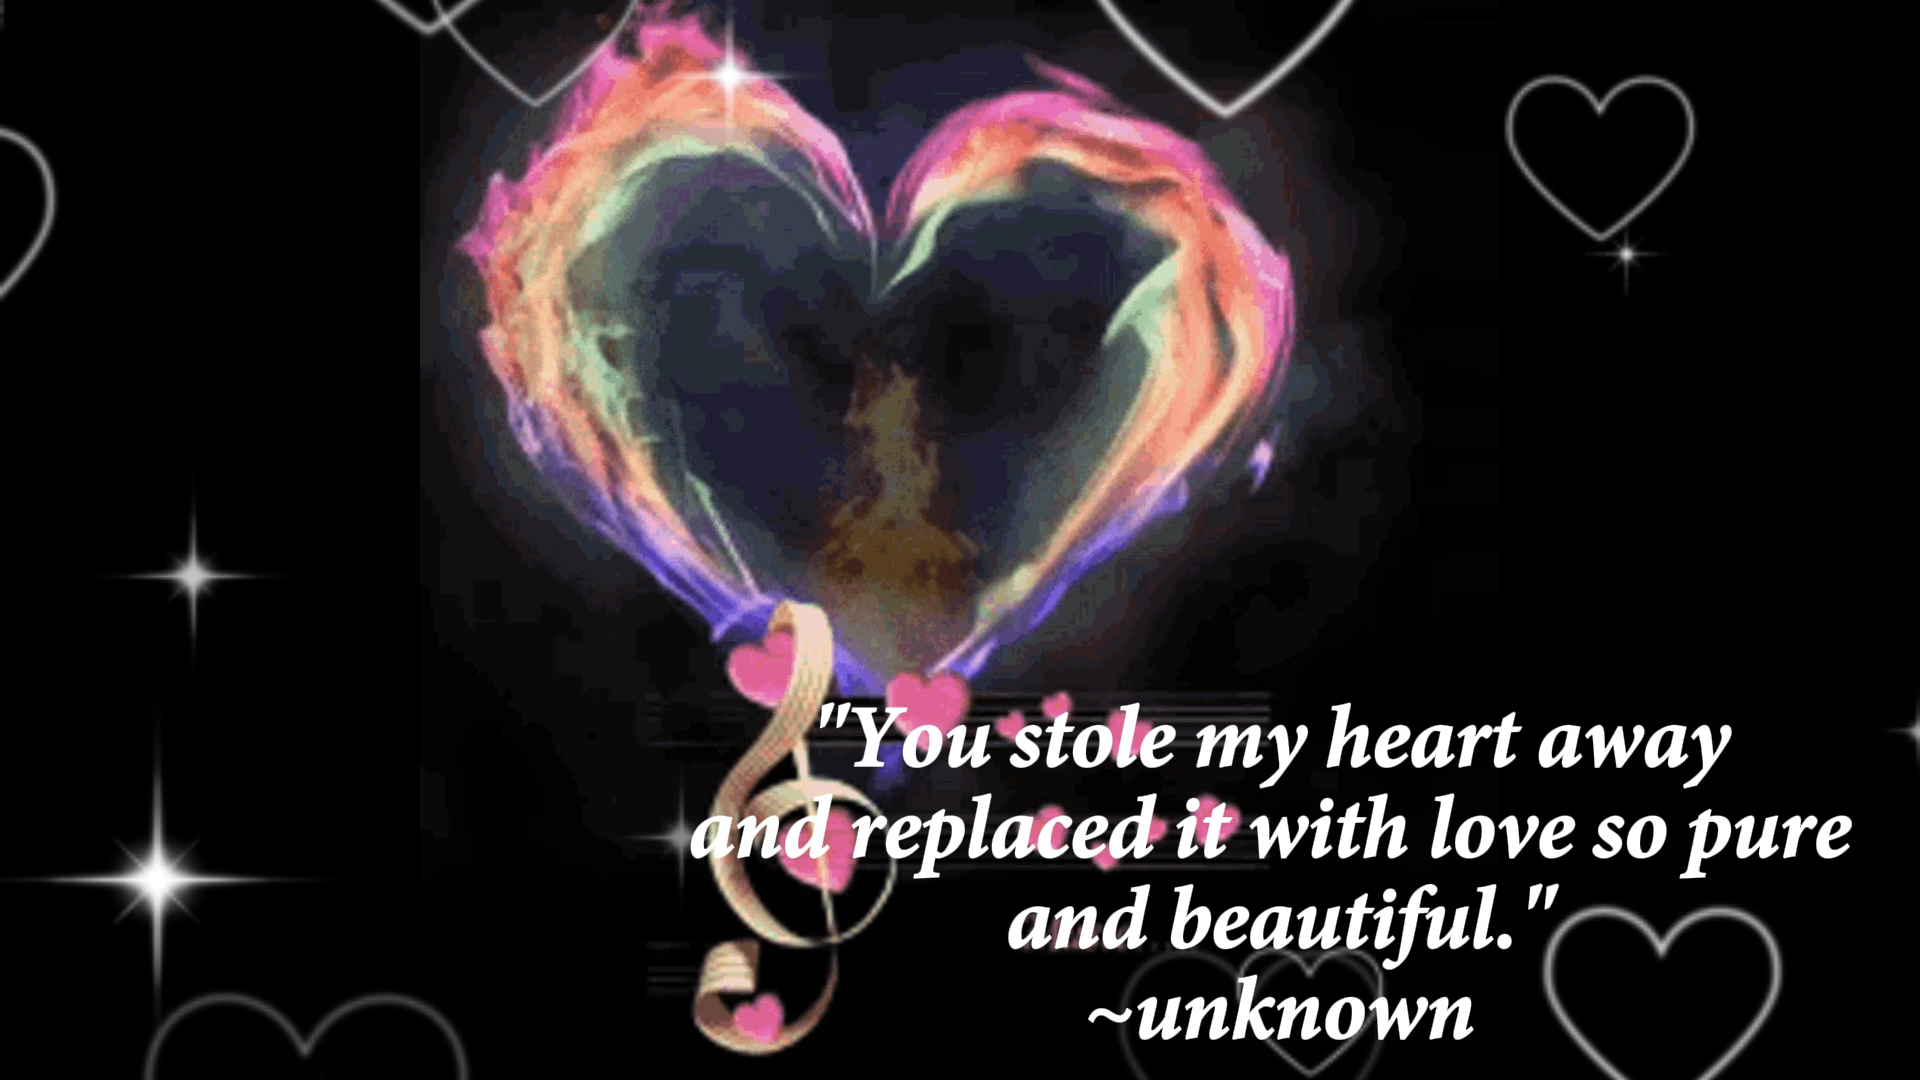 "You stole my heart away
and replaced it with love so pure
and beautiful."
~unknown